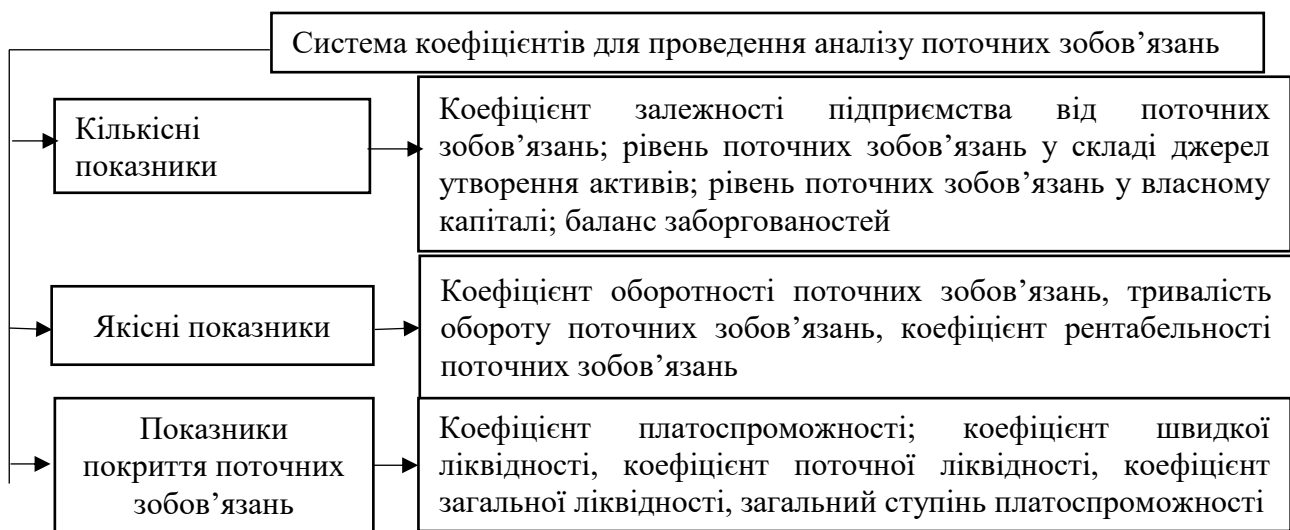 Система коефіцієнтів для проведення аналізу поточних зобов’язань
Кількісні
показники
Коефіцієнт залежності підприємства від поточних
зобов’язань; рівень поточних зобов’язань у складі джерел
утворення активів; рівень поточних зобов’язань у власному
капіталі; баланс заборгованостей
Якісні показники
Коефіцієнт оборотності поточних зобов’язань, тривалість
обороту поточних зобов’язань, коефіцієнт рентабельності
поточних зобов’язань
Показники
покриття поточних
зобов’язань
Коефіцієнт платоспроможності; коефіцієнт швидкої
ліквідності, коефіцієнт поточної ліквідності, коефіцієнт
загальної ліквідності, загальний ступінь платоспроможності